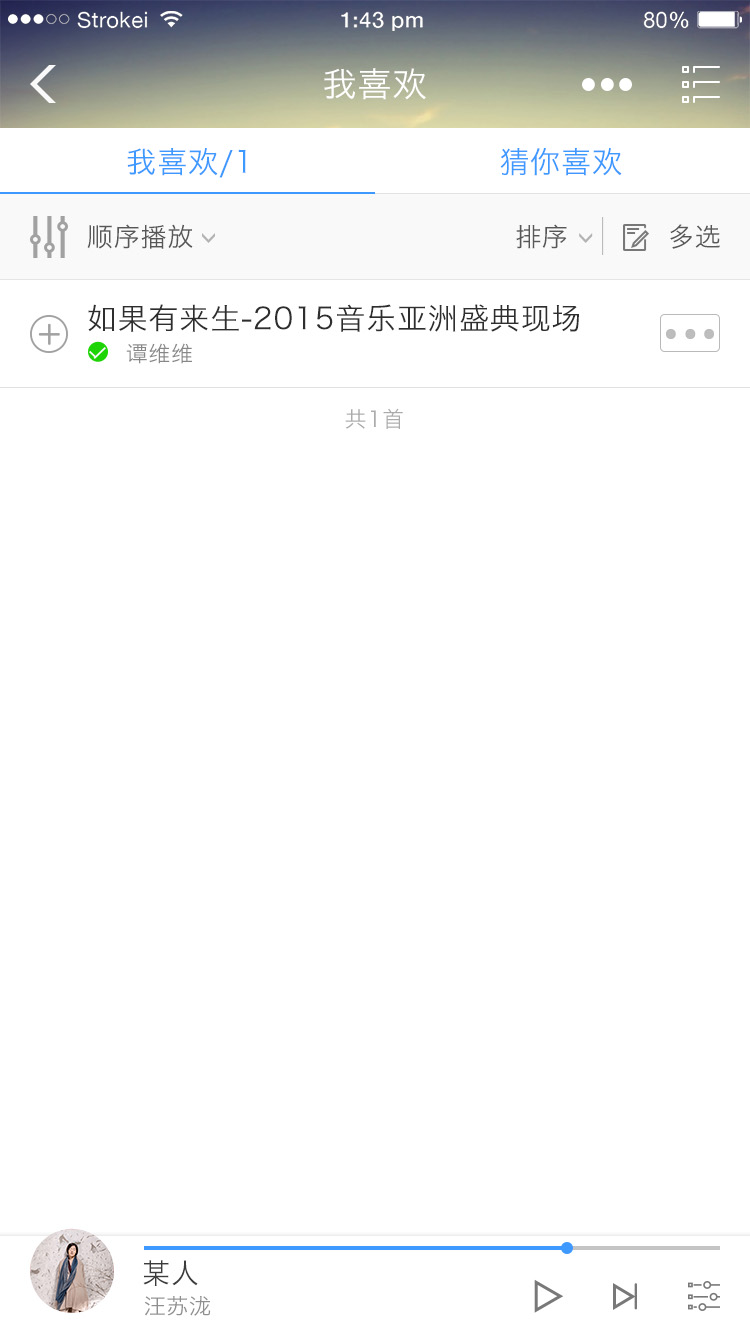 Strokei 1:43 pm 80%
我喜欢
我喜欢/1 猜你喜欢
顺序播放 排序 多选
如果有来生-2015音乐亚洲盛典现场
谭维维
共1首
某人
汪苏泷